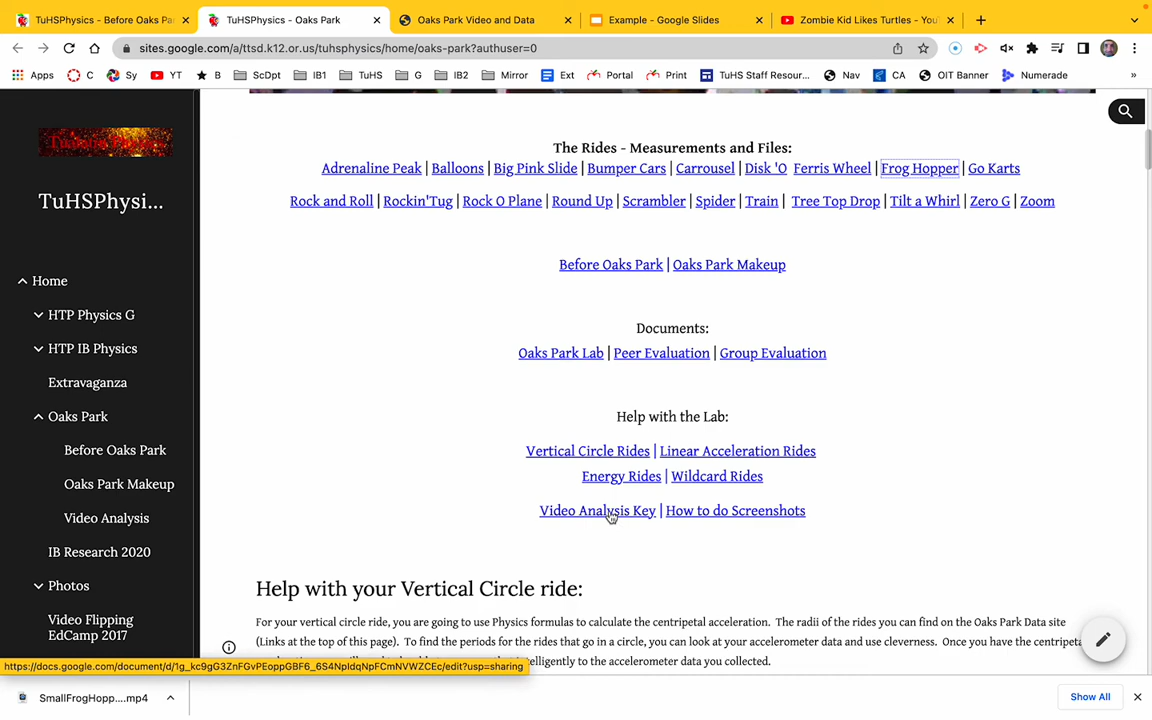 TuHSPhysics - Before Oaks Pa
TuHSPhysics - Oaks Park
Oaks Park Video and Data
Example - Google Slides
Zombie Kid Likes Turtles - You
sites.google.com/a/ttsd.k12.or.us/tuhsphysics/home/oaks-park?authuser=0
Apps C Sy YT B ScDpt IB1 TuHS G IB2 Mirror Ext Portal Print TuHS Staff Resour... Nav CA OIT Banner Numerade »
TuHSPhysi...
Home
HTP Physics G
HTP IB Physics
Extravaganza
Oaks Park
Before Oaks Park
Oaks Park Makeup
Video Analysis
IB Research 2020
Photos
Video Flipping
EdCamp 2017
The Rides - Measurements and Files:
Adrenaline Peak | Balloons | Big Pink Slide | Bumper Cars | Carrousel | Disk 'O Ferris Wheel | Frog Hopper | Go Karts
Rock and Roll | Rockin'Tug | Rock O Plane | Round Up | Scrambler | Spider | Train | Tree Top Drop | Tilt a Whirl | Zero G | Zoom
Before Oaks Park | Oaks Park Makeup
Documents:
Oaks Park Lab | Peer Evaluation | Group Evaluation
Help with the Lab:
Vertical Circle Rides | Linear Acceleration Rides
Energy Rides | Wildcard Rides
Video Analysis Key | How to do Screenshots
Help with your Vertical Circle ride:
For your vertical circle ride, you are going to use Physics formulas to calculate the centripetal acceleration. The radii of the rides you can find on the Oaks Park Data site
(Links at the top of this page). To find the periods for the rides that go in a circle, you can look at your accelerometer data and use cleverness. Once you have the centripeta
telligently to the accelerometer data you collected.
https://docs.google.com/document/d/1g_kc9gG3ZnFGvPEoppGBF6_6S4NpIdqNpFCmNVWZCEc/edit?usp=sharing
SmallFrogHopp....mp4
Show All